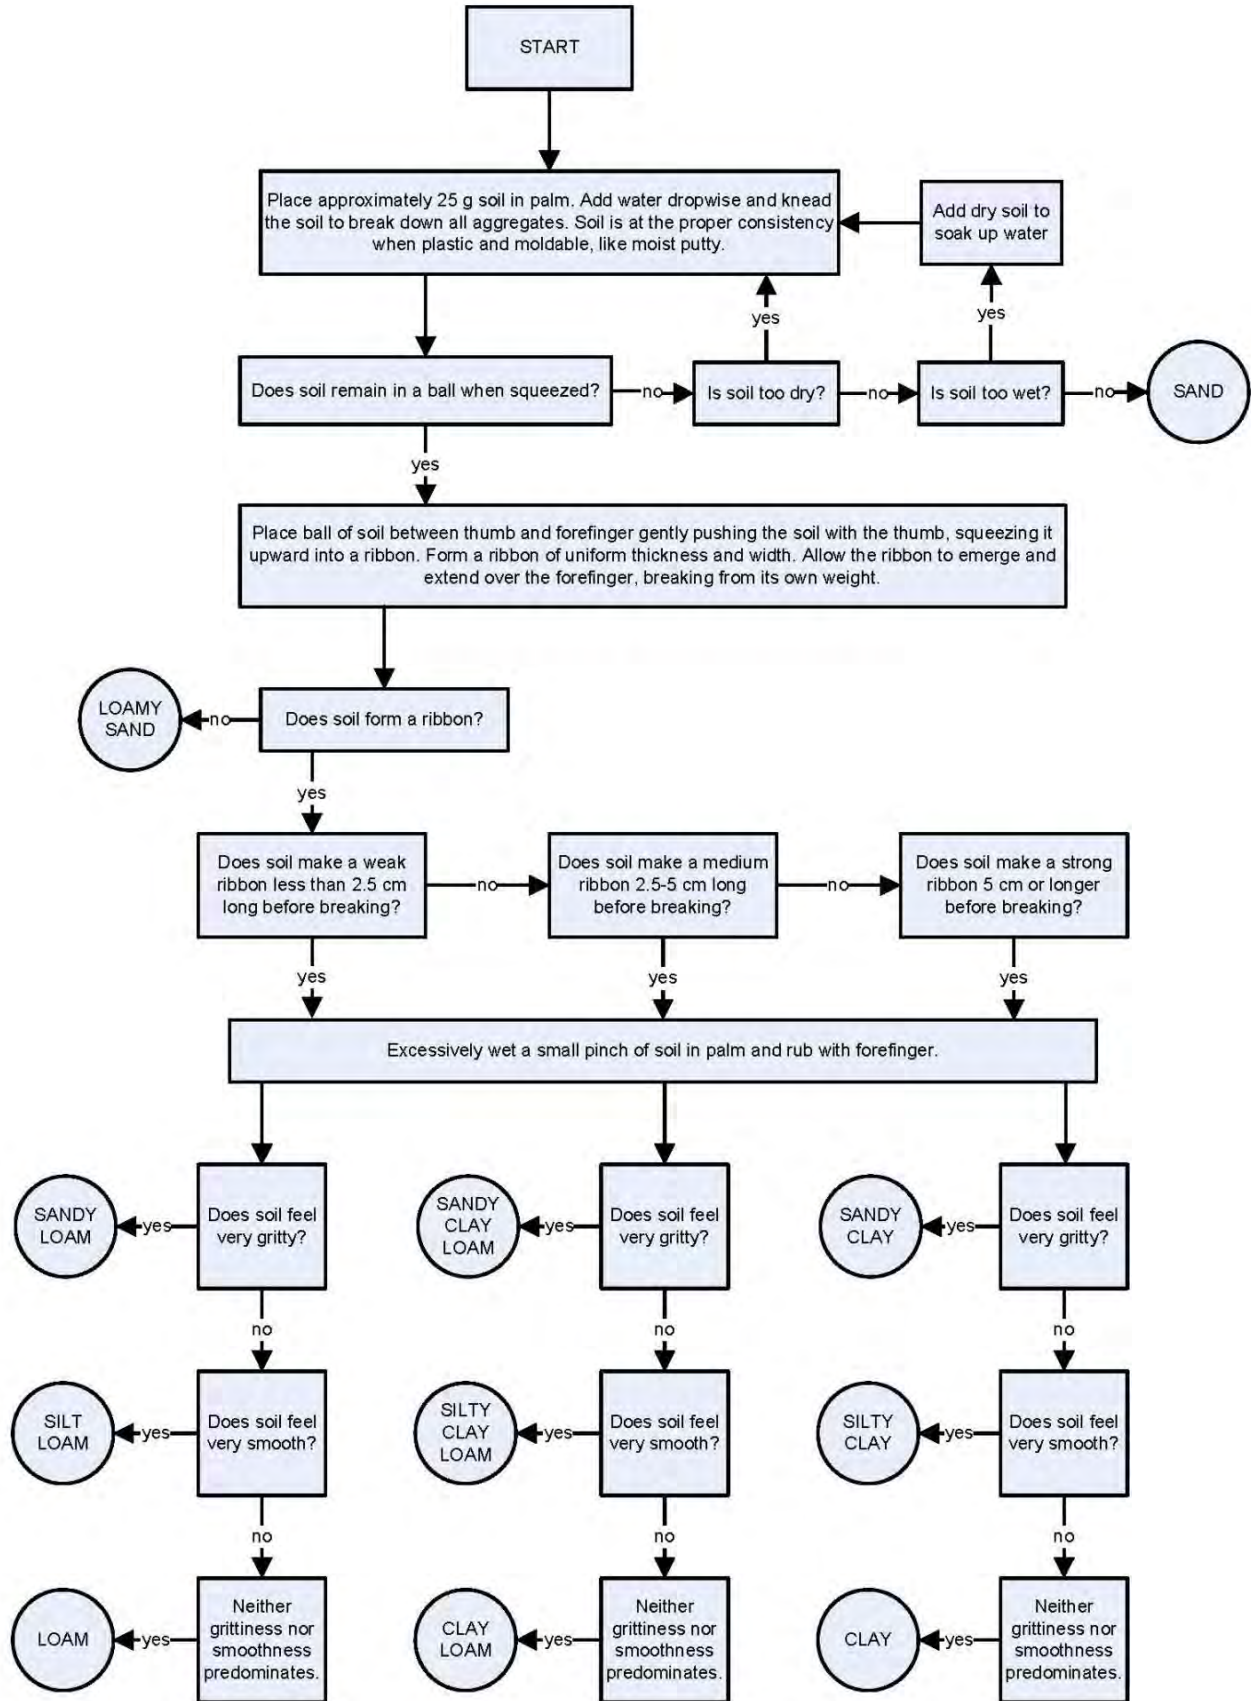 START
Place approximately 25 g soil in palm. Add water dropwise and knead
the soil to break down all aggregates. Soil is at the proper consistency
when plastic and moldable, like moist putty.
Add dry soil to
soak up water
yes
yes
Does soil remain in a ball when squeezed?
no
Is soil too dry?
no
Is soil too wet?
no
SAND
yes
Place ball of soil between thumb and forefinger gently pushing the soil with the thumb, squeezing it
upward into a ribbon. Form a ribbon of uniform thickness and width. Allow the ribbon to emerge and
extend over the forefinger, breaking from its own weight.
LOAMY
SAND
no
Does soil form a ribbon?
yes
Does soil make a weak
ribbon less than 2.5 cm
long before breaking?
no
Does soil make a medium
ribbon 2.5-5 cm long
before breaking?
no
Does soil make a strong
ribbon 5 cm or longer
before breaking?
yes
yes
yes
Excessively wet a small pinch of soil in palm and rub with forefinger.
SANDY
LOAM
yes
Does soil feel
very gritty?
SANDY
CLAY
LOAM
yes
Does soil feel
very gritty?
SANDY
CLAY
yes
Does soil feel
very gritty?
no
no
no
SILT
LOAM
yes
Does soil feel
very smooth?
SILTY
CLAY
LOAM
yes
Does soil feel
very smooth?
SILTY
CLAY
yes
Does soil feel
very smooth?
no
no
no
LOAM
yes
Neither
grittiness nor
smoothness
predominates.
CLAY
LOAM
yes
Neither
grittiness nor
smoothness
predominates.
CLAY
yes
Neither
grittiness nor
smoothness
predominates.